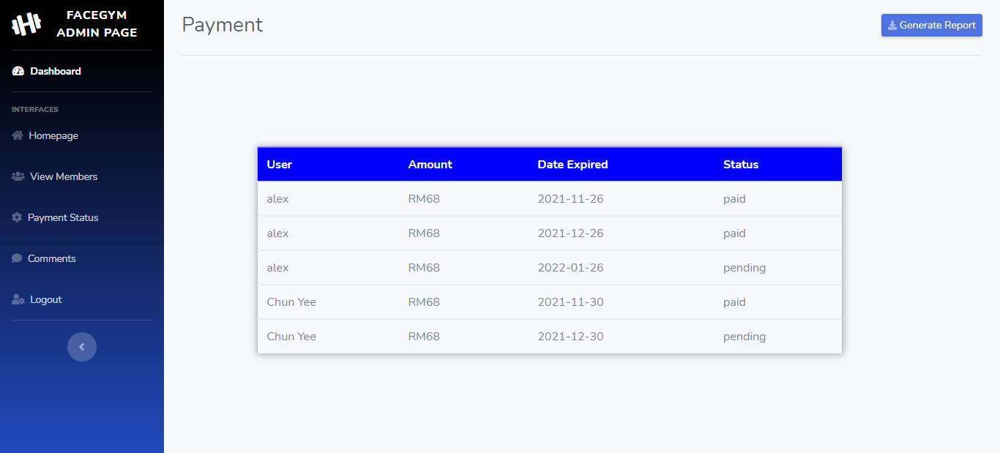 FACEGYM
ADMIN PAGE
Dashboard
INTERFACES
Homepage
View Members
Payment Status
Comments
Logout
Payment
Generate Report
User Amount Date Expired Status
alex RM68 2021-11-26 paid
alex RM68 2021-12-26 paid
alex RM68 2022-01-26 pending
Chun Yee RM68 2021-11-30 paid
Chun Yee RM68 2021-12-30 pending